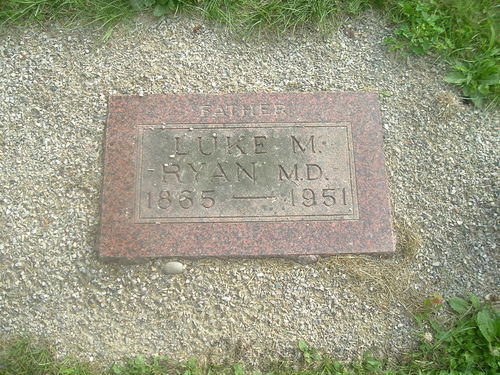 FATHER
LUKE M.
RYAN M.D.
1865 — 1951